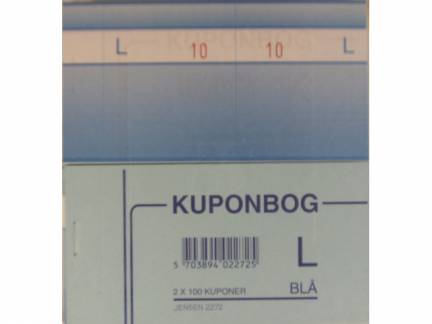 L 10 10 L
KUPONBOG
5 703894 022725
L
2 X 100 KUPONER
BLÅ
JENSEN 2272